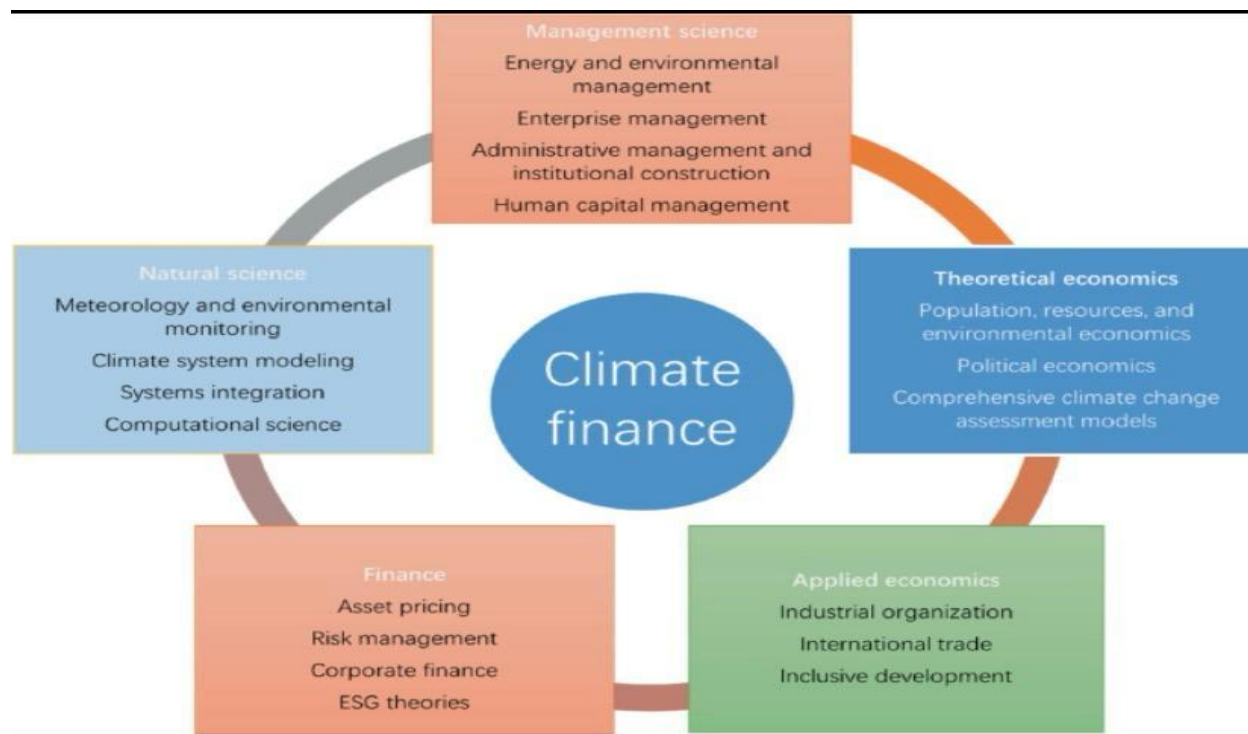 Management science
Energy and environmental
management
Enterprise management
Administrative management and
institutional construction
Human capital management
Natural science
Meteorology and environmental
monitoring
Climate system modeling
Systems integration
Computational science
Climate
finance
Theoretical economics
Population, resources, and
environmental economics
Political economics
Comprehensive climate change
assessment models
Finance
Asset pricing
Risk management
Corporate finance
ESG theories
Applied economics
Industrial organization
International trade
Inclusive development